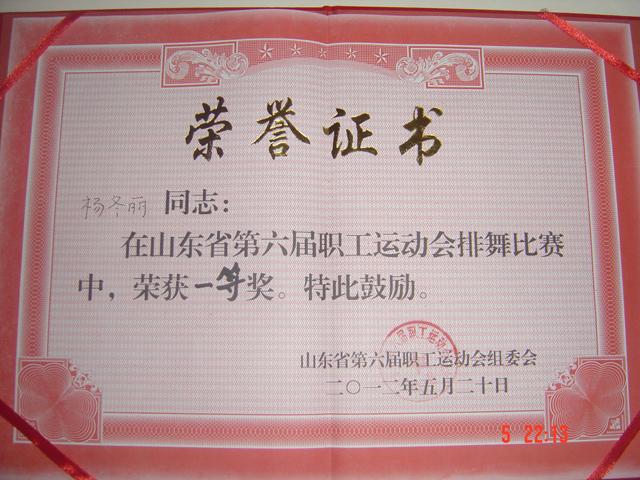 荣誉证书
杨冬丽 同志：
在山东省第六届职工运动会排舞比赛
中，荣获一等奖。特此鼓励。
山东省第六届职工运动会组委会
二〇一二年五月二十日
5 22:13